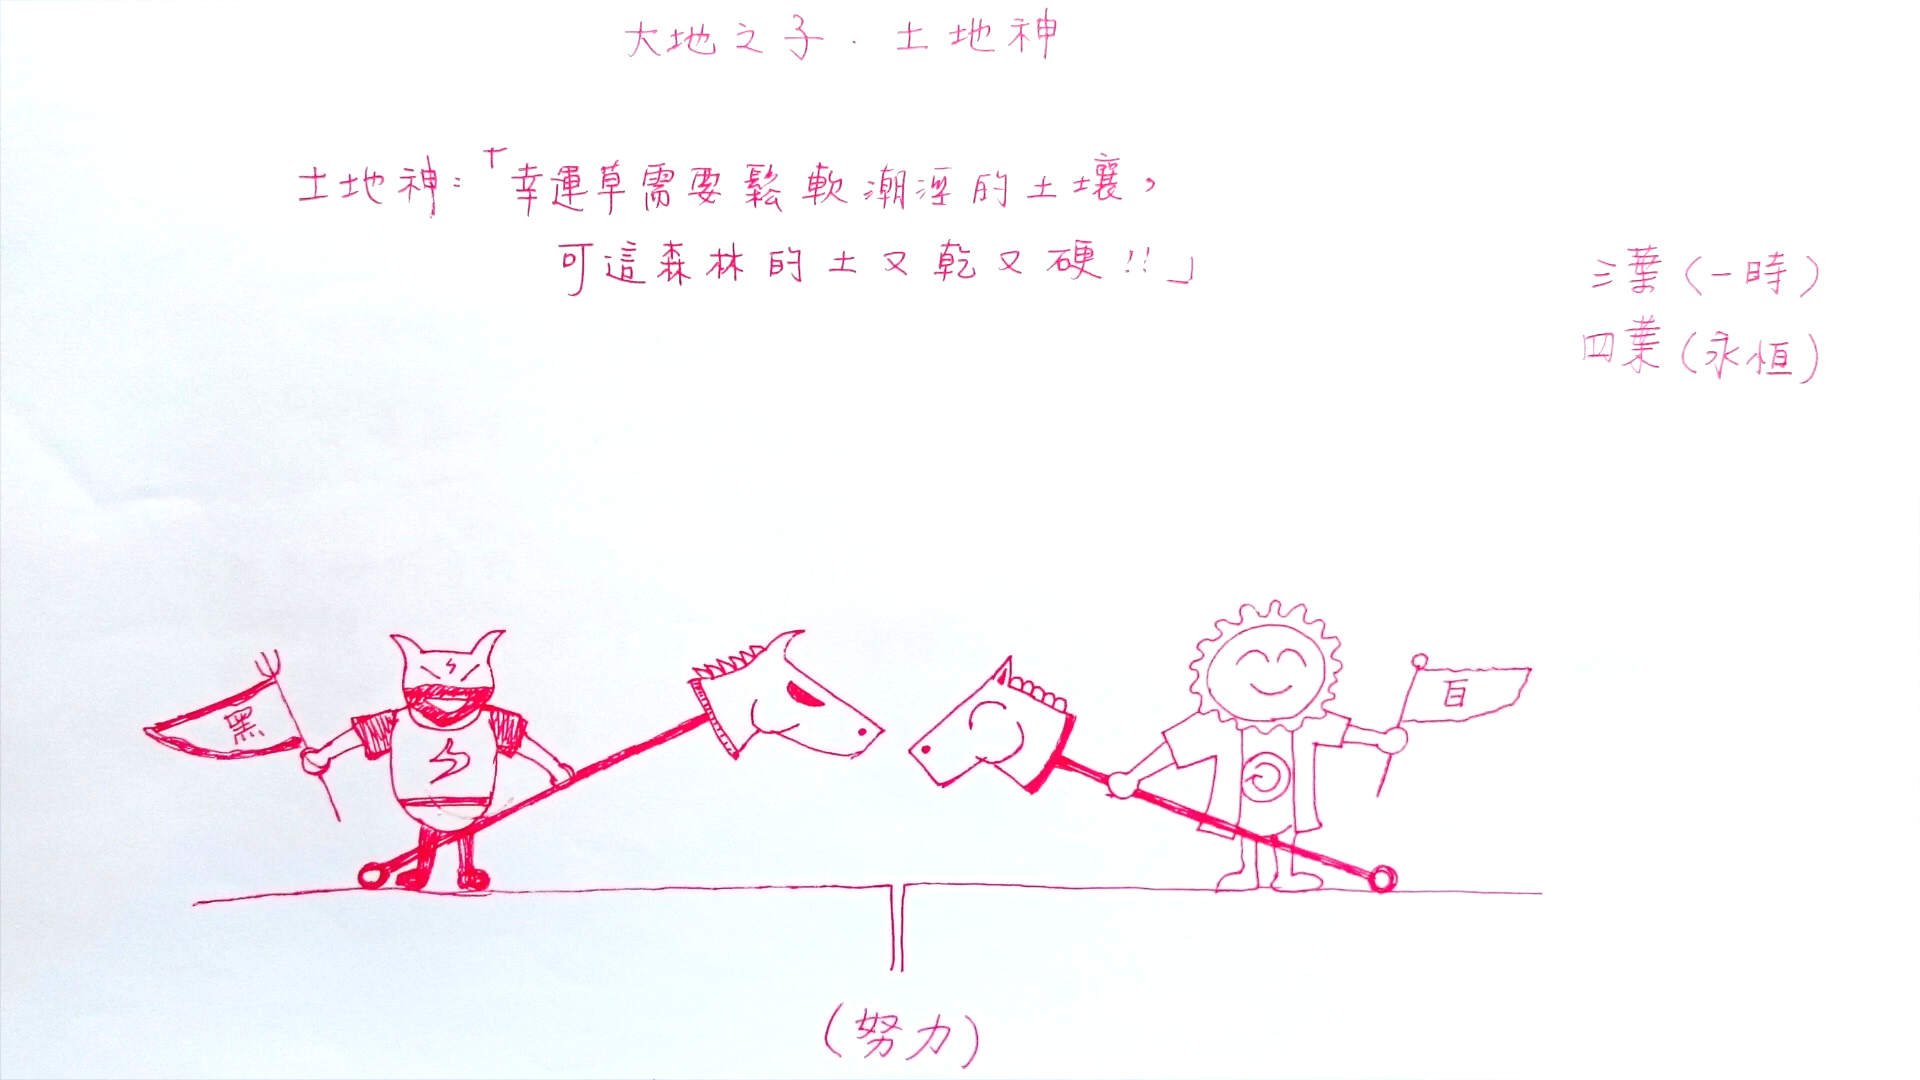 大地之子．土地神
土地神：「幸運草需要鬆軟潮溼的土壤，
可這森林的土又乾又硬!!」
三葉（一時）
四葉（永恒）
黑
白
（努力）